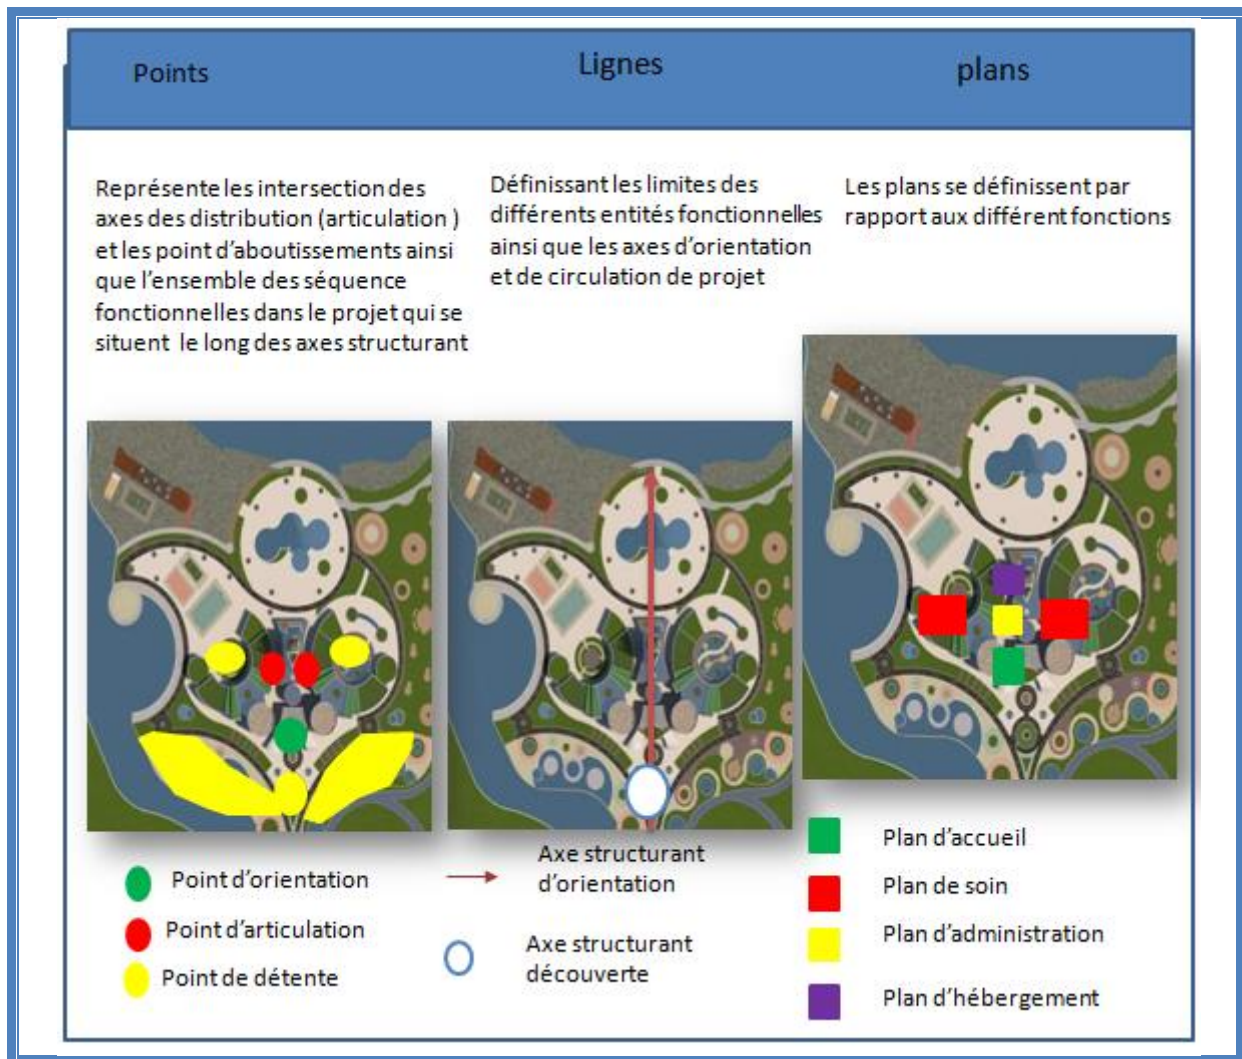 Points
Lignes
plans
Représente les intersection des
axes des distribution (articulation )
et les point d'aboutissements ainsi
que l'ensemble des séquence
fonctionnelles dans le projet qui se
situent le long des axes structurant
Définissant les limites des
différents entités fonctionnelles
ainsi que les axes d'orientation
et de circulation de projet
Les plans se définissent par
rapport aux différent fonctions
Point d'orientation
Point d'articulation
Point de détente
Axe structurant
d'orientation
Axe structurant
découverte
Plan d'accueil
Plan de soin
Plan d'administration
Plan d'hébergement